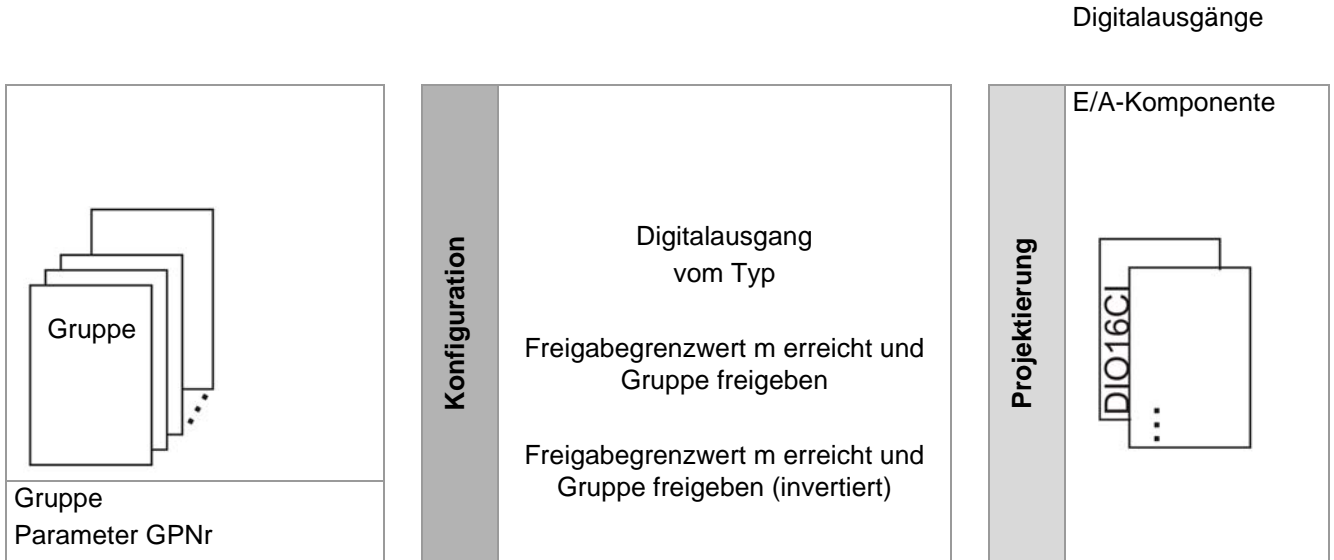 Digitalausgänge
E/A-Komponente
Gruppe
Gruppe
Parameter GPNr
Konfiguration
Digitalausgang
vom Typ
Freigabegrenzwert m erreicht und
Gruppe freigeben
Freigabegrenzwert m erreicht und
Gruppe freigeben (invertiert)
Projektierung
DIO16CI
...